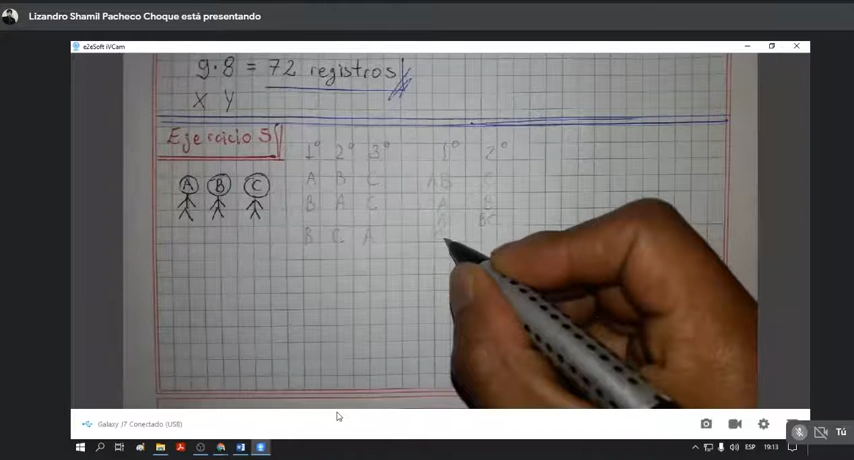 Lizandro Shamil Pacheco Choque está presentando
e2eSoft iVCam
9·8 = 72 registros
X Y
Ejercicio 5
1° 2° 3° 1° 2°
A B C
A B C AB C
B A C A B
A BC
B C A
Galaxy J7 Conectado (USB)
Tú
19:13